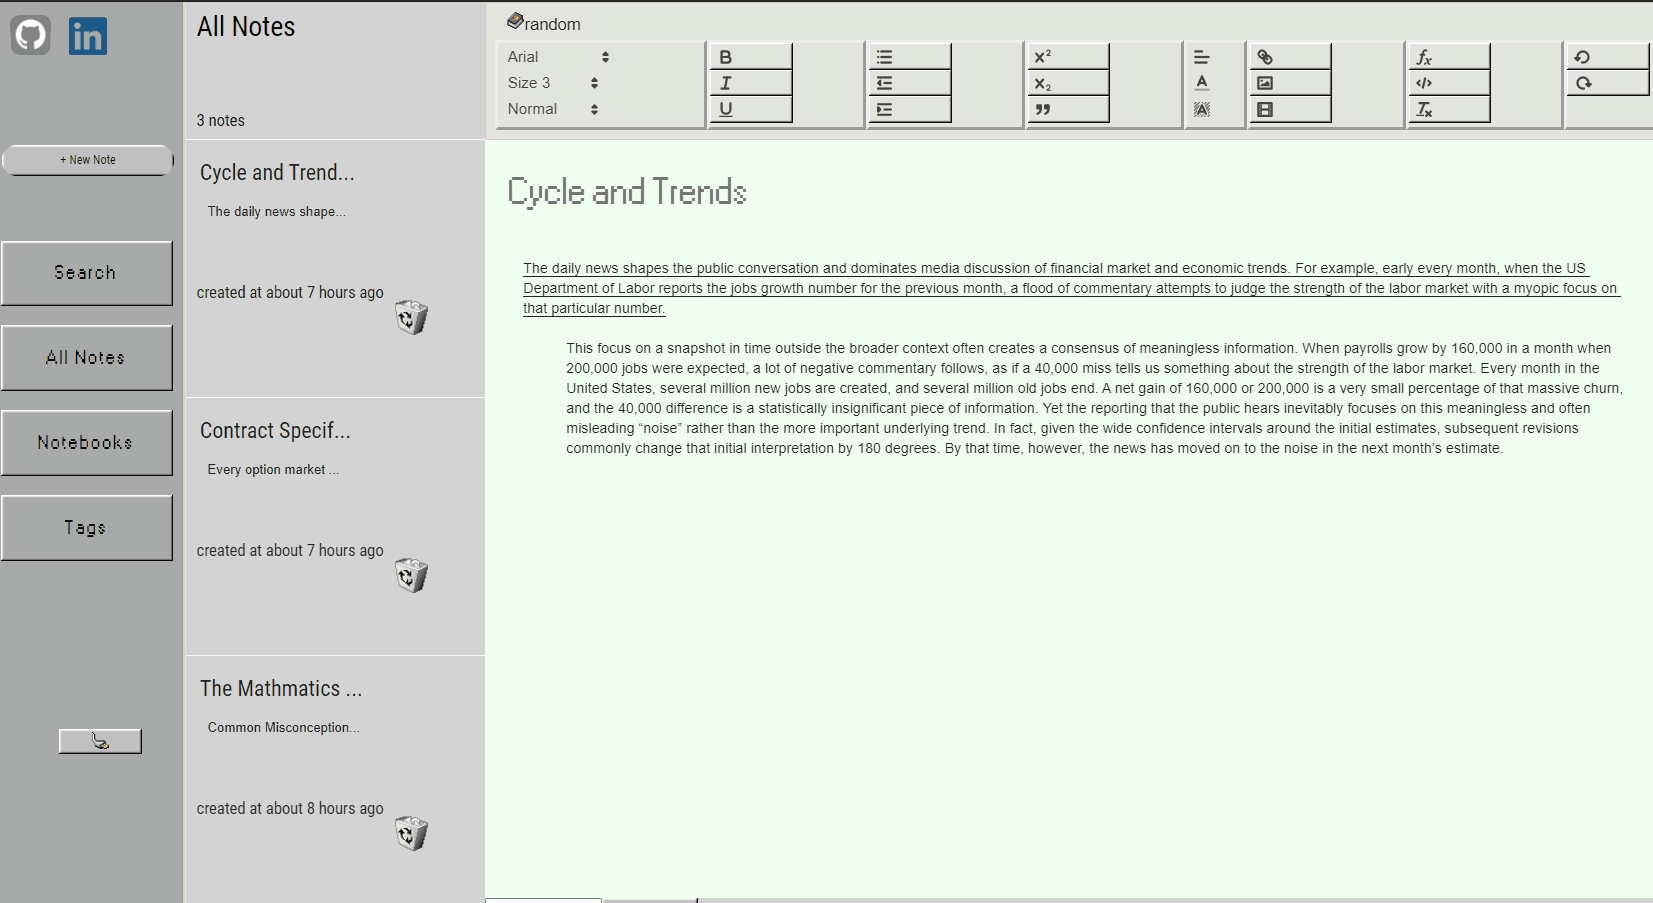 in
+ New Note
Search
All Notes
Notebooks
Tags
All Notes
3 notes
Cycle and Trend...
The daily news shape...
created at about 7 hours ago
Contract Specif...
Every option market ...
created at about 7 hours ago
The Mathmatics ...
Common Misconception...
created at about 8 hours ago
random
Arial
Size 3
Normal
B
I
U
x²
x₂
A
A
fx
</>
Tx
Cycle and Trends
The daily news shapes the public conversation and dominates media discussion of financial market and economic trends. For example, early every month, when the US
Department of Labor reports the jobs growth number for the previous month, a flood of commentary attempts to judge the strength of the labor market with a myopic focus on
that particular number.
This focus on a snapshot in time outside the broader context often creates a consensus of meaningless information. When payrolls grow by 160,000 in a month when
200,000 jobs were expected, a lot of negative commentary follows, as if a 40,000 miss tells us something about the strength of the labor market. Every month in the
United States, several million new jobs are created, and several million old jobs end. A net gain of 160,000 or 200,000 is a very small percentage of that massive churn,
and the 40,000 difference is a statistically insignificant piece of information. Yet the reporting that the public hears inevitably focuses on this meaningless and often
misleading “noise” rather than the more important underlying trend. In fact, given the wide confidence intervals around the initial estimates, subsequent revisions
commonly change that initial interpretation by 180 degrees. By that time, however, the news has moved on to the noise in the next month’s estimate.